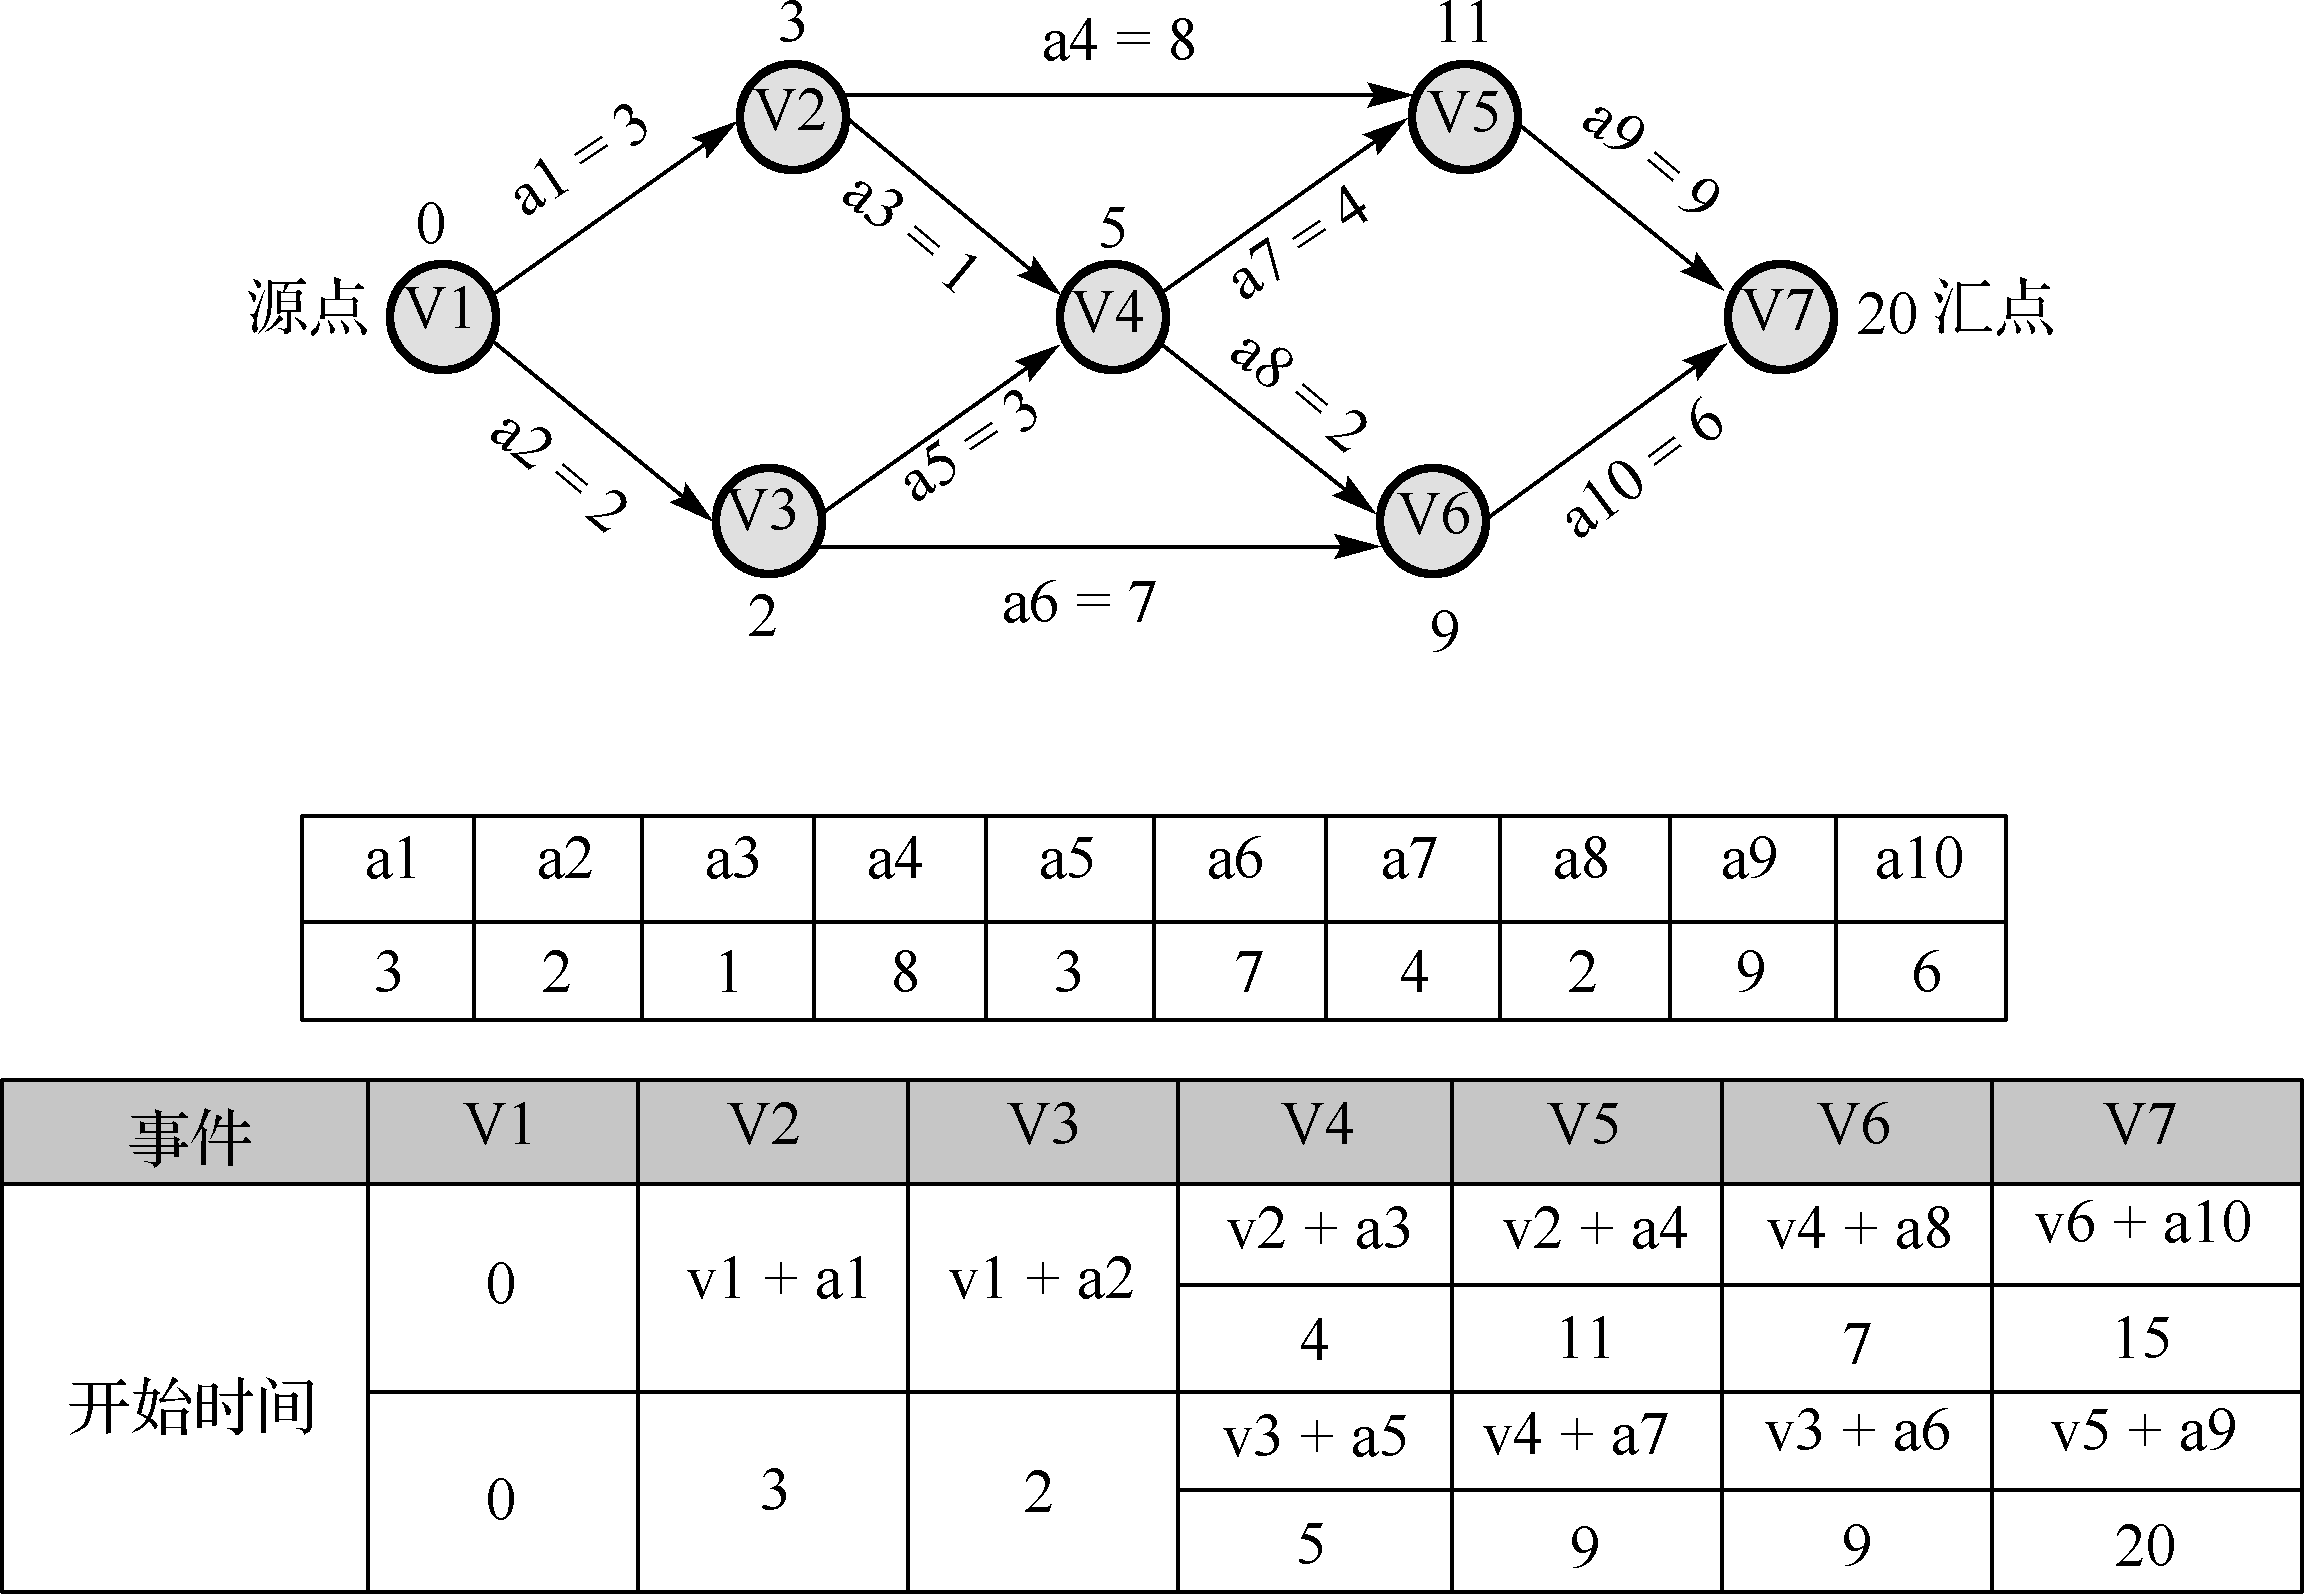 3
a4 = 8
11
V2
V5
a1 = 3
a9 = 9
a3 = 1
a7 = 4
0
5
源点
V1
V4
V7
20 汇点
a2 = 2
a5 = 3
a8 = 2
a10 = 6
V3
V6
2
a6 = 7
9
a1 a2 a3 a4 a5 a6 a7 a8 a9 a10
3 2 1 8 3 7 4 2 9 6
事件 V1 V2 V3 V4 V5 V6 V7
开始时间
0 v1 + a1 v1 + a2 v2 + a3 v2 + a4 v4 + a8 v6 + a10
4 11 7 15
0 3 2 v3 + a5 v4 + a7 v3 + a6 v5 + a9
5 9 9 20